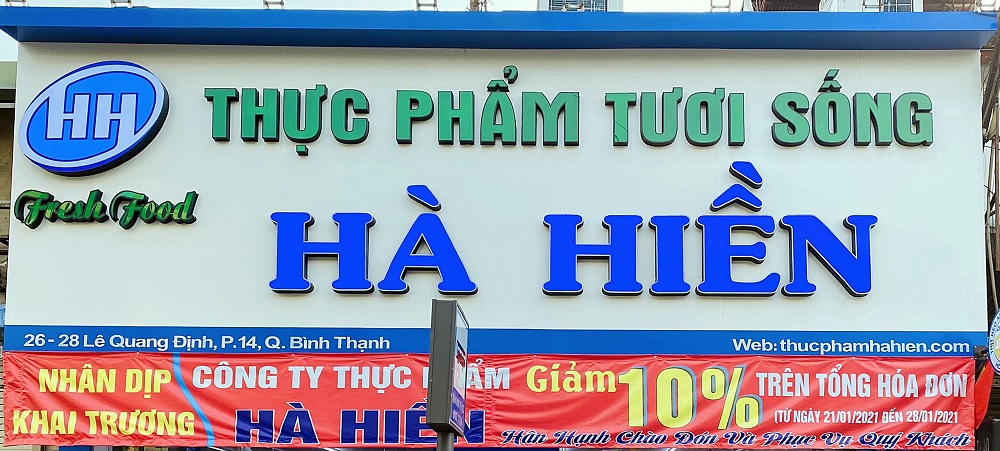 HH
THỰC PHẨM TƯƠI SỐNG
Fresh Food
HÀ HIỀN
26 - 28 Lê Quang Định, P.14, Q. Bình Thạnh
Web: thucphamhahien.com
NHÂN DỊP
KHAI TRƯƠNG
CÔNG TY THỰC PHẨM
HÀ HIỀN
Giảm 10% TRÊN TỔNG HÓA ĐƠN
(TỪ NGÀY 21/01/2021 ĐẾN 28/01/2021
Hân Hạnh Chào Đón Và Phục Vụ Quý Khách